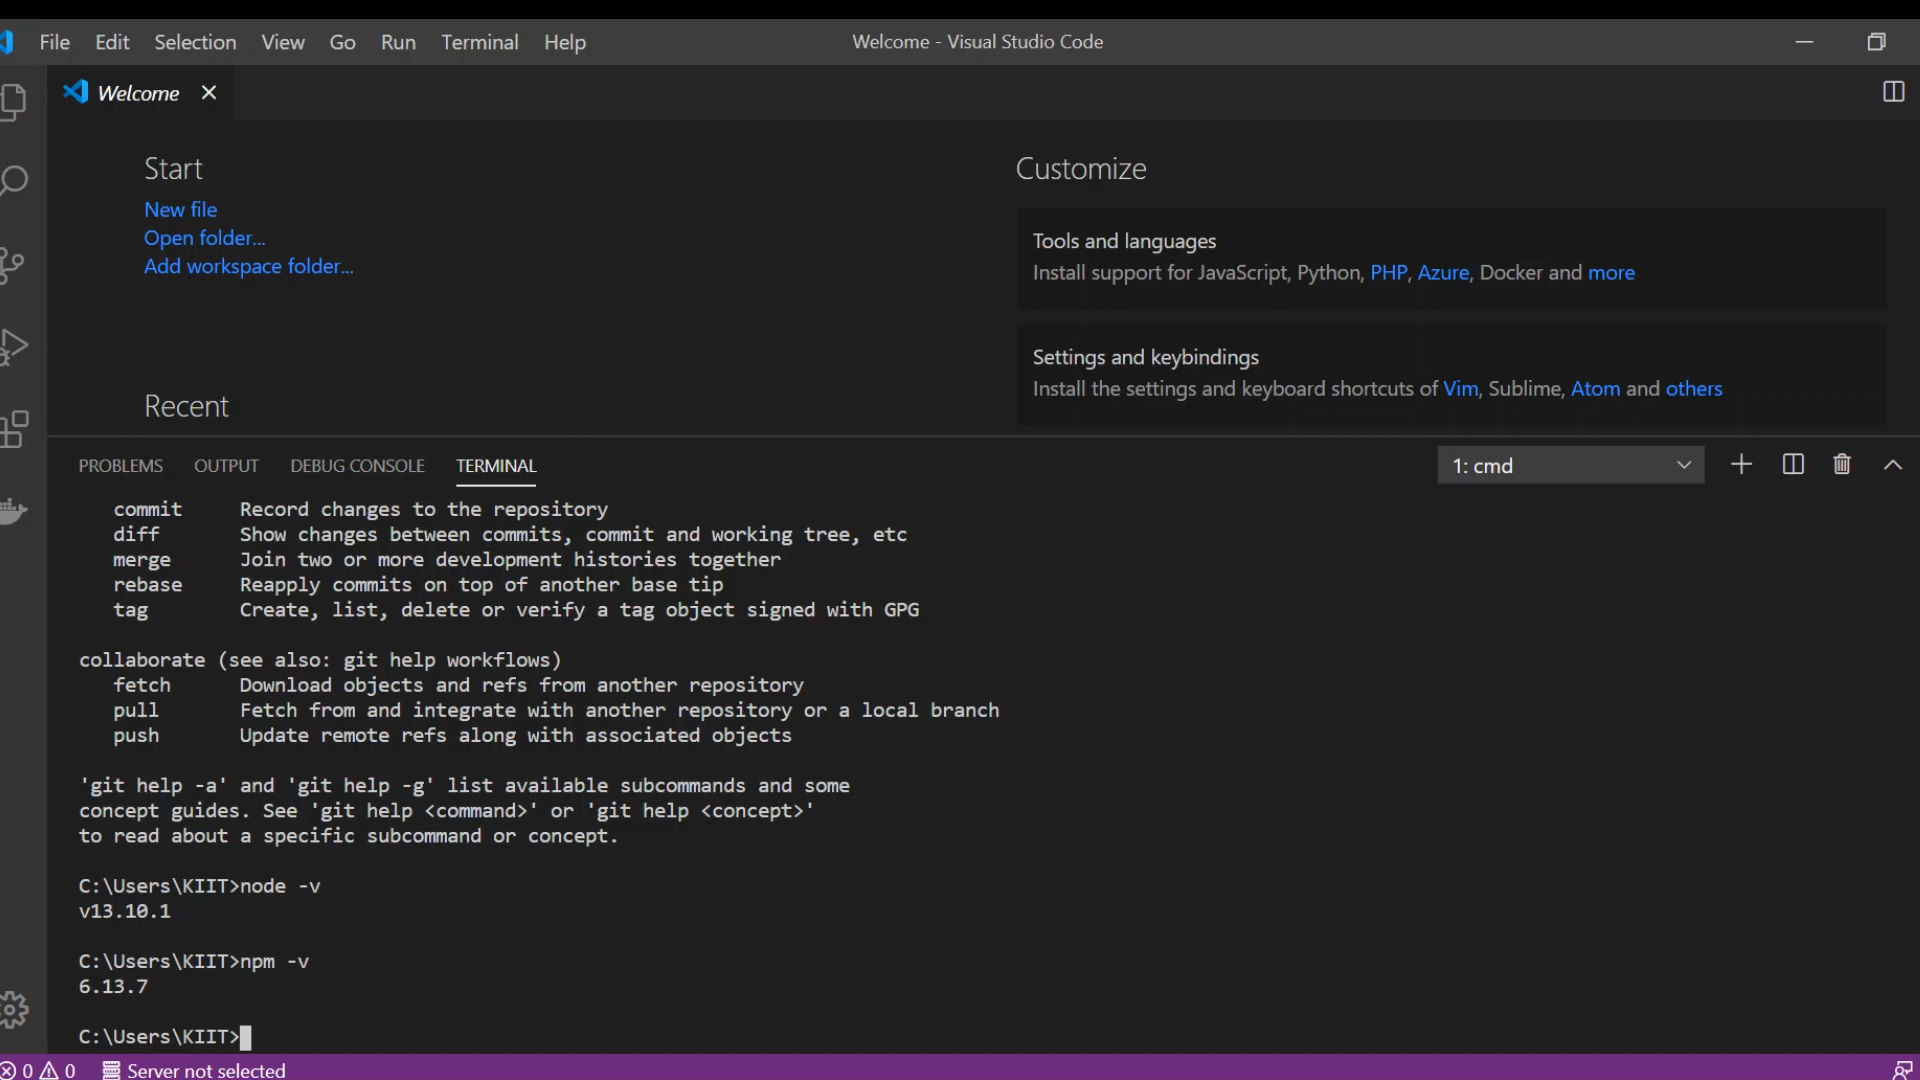 File Edit Selection View Go Run Terminal Help
Welcome - Visual Studio Code
Welcome
Start
New file
Open folder...
Add workspace folder...
Recent
Customize
Tools and languages
Install support for JavaScript, Python, PHP, Azure, Docker and more
Settings and keybindings
Install the settings and keyboard shortcuts of Vim, Sublime, Atom and others
PROBLEMS OUTPUT DEBUG CONSOLE TERMINAL
1: cmd
commit Record changes to the repository
diff Show changes between commits, commit and working tree, etc
merge Join two or more development histories together
rebase Reapply commits on top of another base tip
tag Create, list, delete or verify a tag object signed with GPG
collaborate (see also: git help workflows)
fetch Download objects and refs from another repository
pull Fetch from and integrate with another repository or a local branch
push Update remote refs along with associated objects
'git help -a' and 'git help -g' list available subcommands and some
concept guides. See 'git help <command>' or 'git help <concept>'
to read about a specific subcommand or concept.
C:\Users\KIIT>node -v
v13.10.1
C:\Users\KIIT>npm -v
6.13.7
C:\Users\KIIT>
0 0 Server not selected